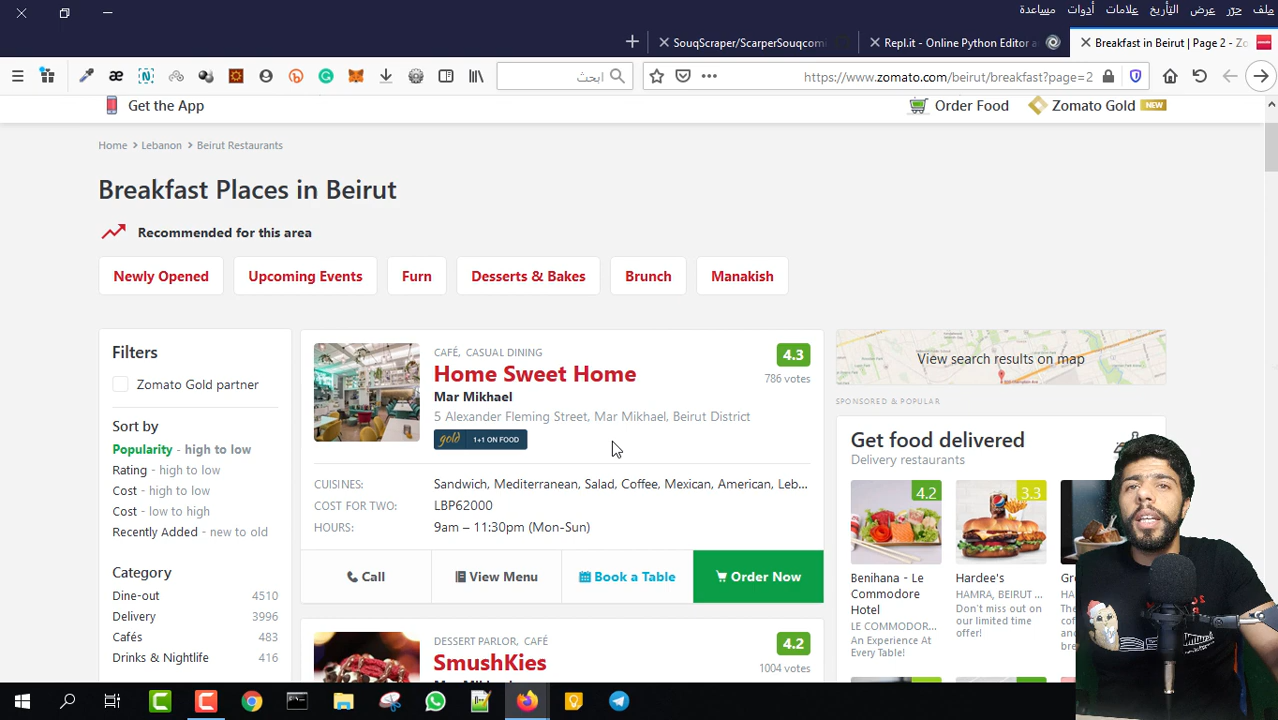 ملف حرّر عرض التأريخ علامات أدوات مساعدة
SouqScraper/ScarperSouqcomi
Repl.it - Online Python Editor a
Breakfast in Beirut | Page 2 - Zo
ابحث
https://www.zomato.com/beirut/breakfast?page=2
Get the App
Order Food
Zomato Gold NEW
Home > Lebanon > Beirut Restaurants
Breakfast Places in Beirut
Recommended for this area
Newly Opened
Upcoming Events
Furn
Desserts & Bakes
Brunch
Manakish
Filters
Zomato Gold partner
Sort by
Popularity - high to low
Rating - high to low
Cost - high to low
Cost - low to high
Recently Added - new to old
Category
Dine-out 4510
Delivery 3996
Cafés 483
Drinks & Nightlife 416
CAFÉ, CASUAL DINING
4.3
Home Sweet Home
786 votes
Mar Mikhael
5 Alexander Fleming Street, Mar Mikhael, Beirut District
gold 1+1 ON FOOD
CUISINES: Sandwich, Mediterranean, Salad, Coffee, Mexican, American, Leb...
COST FOR TWO: LBP62000
HOURS: 9am – 11:30pm (Mon-Sun)
Call
View Menu
Book a Table
Order Now
DESSERT PARLOR, CAFÉ
4.2
SmushKies
1004 votes
View search results on map
SPONSORED & POPULAR
Get food delivered
Delivery restaurants
4.2
3.3
Benihana - Le
Commodore
Hotel
LE COMMODOR...
An Experience At
Every Table!
Hardee's
HAMRA, BEIRUT ...
Don't miss out on
our limited time
offer!